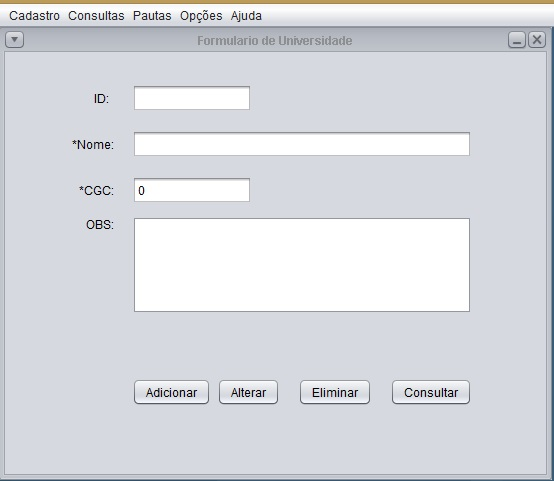 Cadastro Consultas Pautas Opções Ajuda
Formulario de Universidade
ID:
*Nome:
*CGC: 0
OBS:
Adicionar Alterar Eliminar Consultar